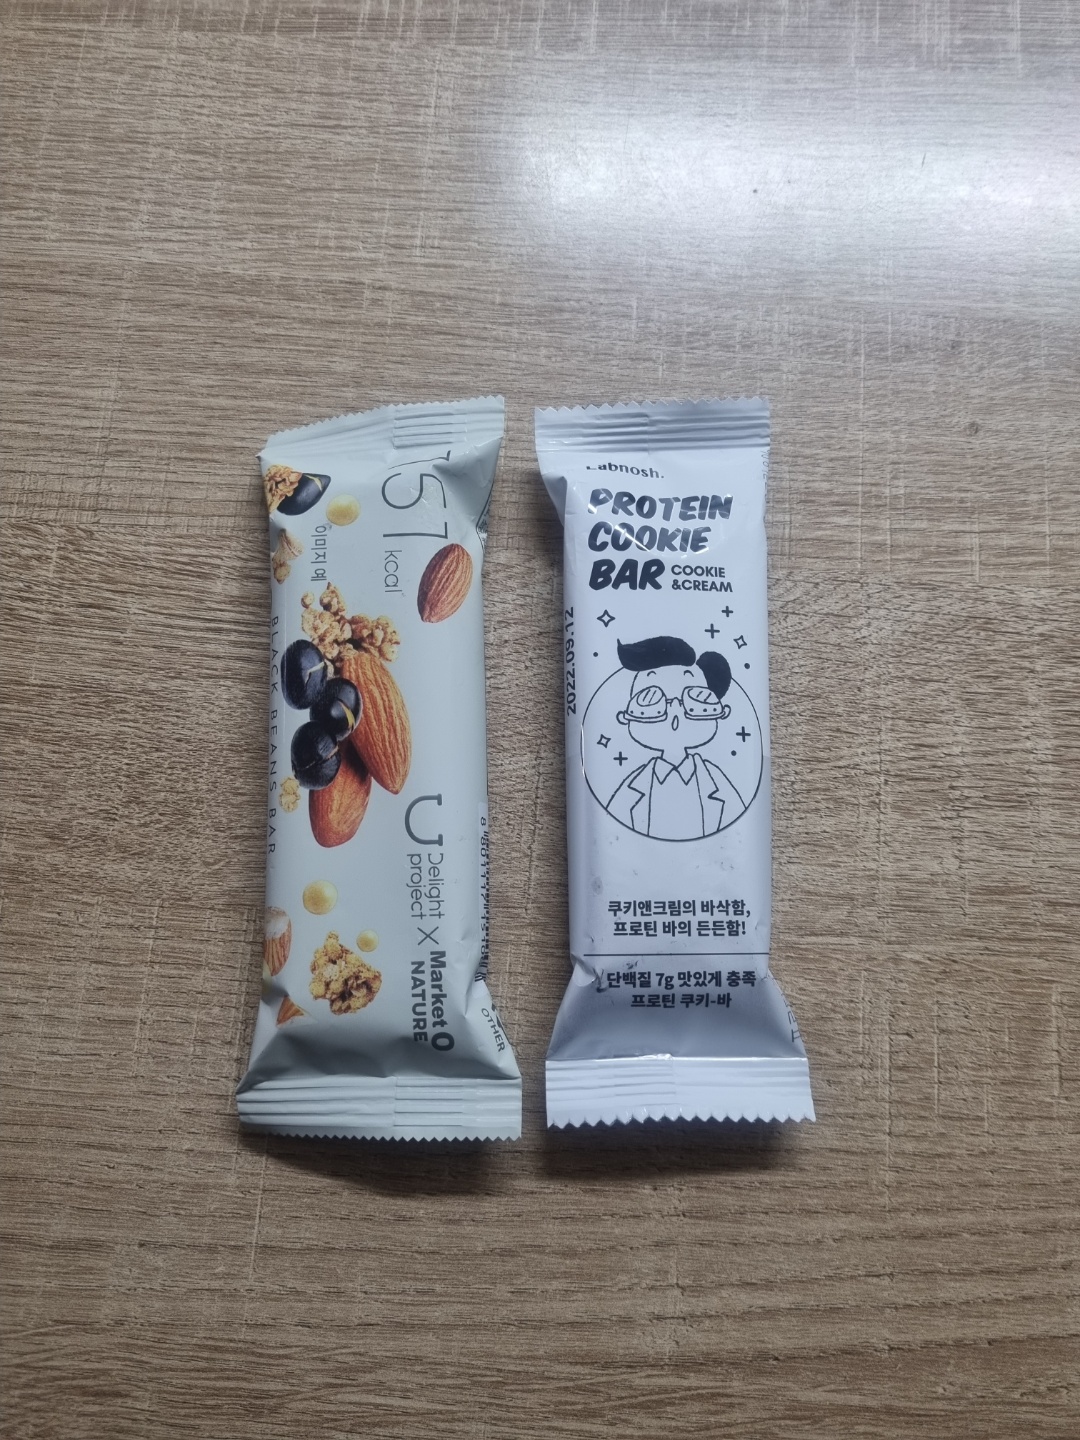 151
kcal
이미지 예
BLACK BEANS BAR
Delight
project X Market O
NATURE
OTHER
Labnosh.
PROTEIN
COOKIE
BAR COOKIE
&CREAM
2022.09.12
쿠키앤크림의 바삭함,
프로틴 바의 든든함!
단백질 7g 맛있게 충족
프로틴 쿠키-바